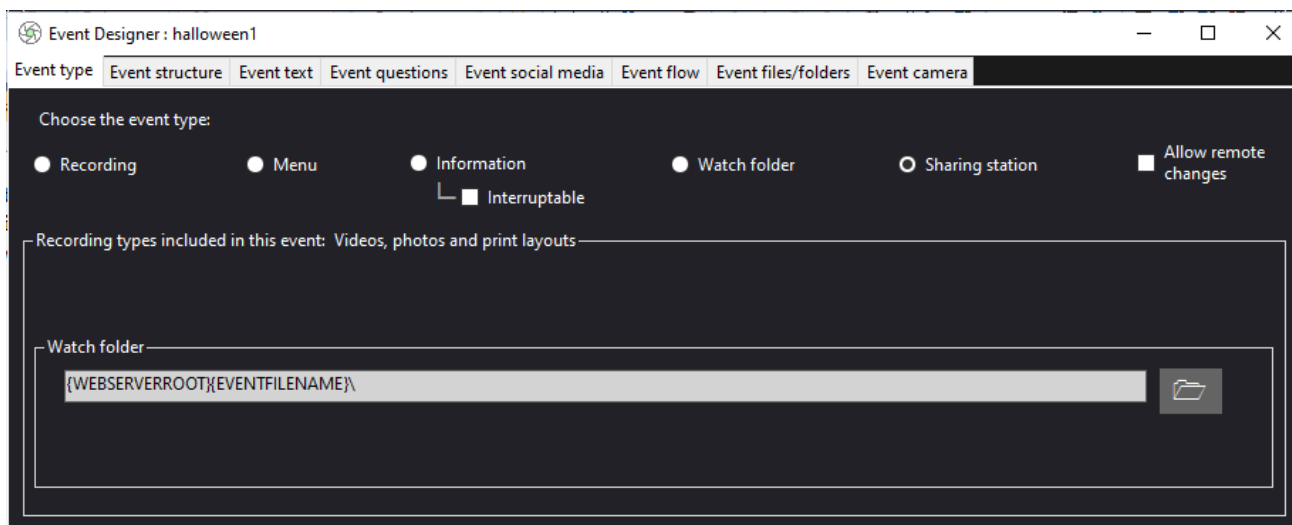 Event Designer : halloween1
Event type Event structure Event text Event questions Event social media Event flow Event files/folders Event camera
Choose the event type:
Recording Menu Information Watch folder Sharing station Allow remote
changes
Interruptable
Recording types included in this event: Videos, photos and print layouts
Watch folder
{WEBSERVERROOT}{EVENTFILENAME}\